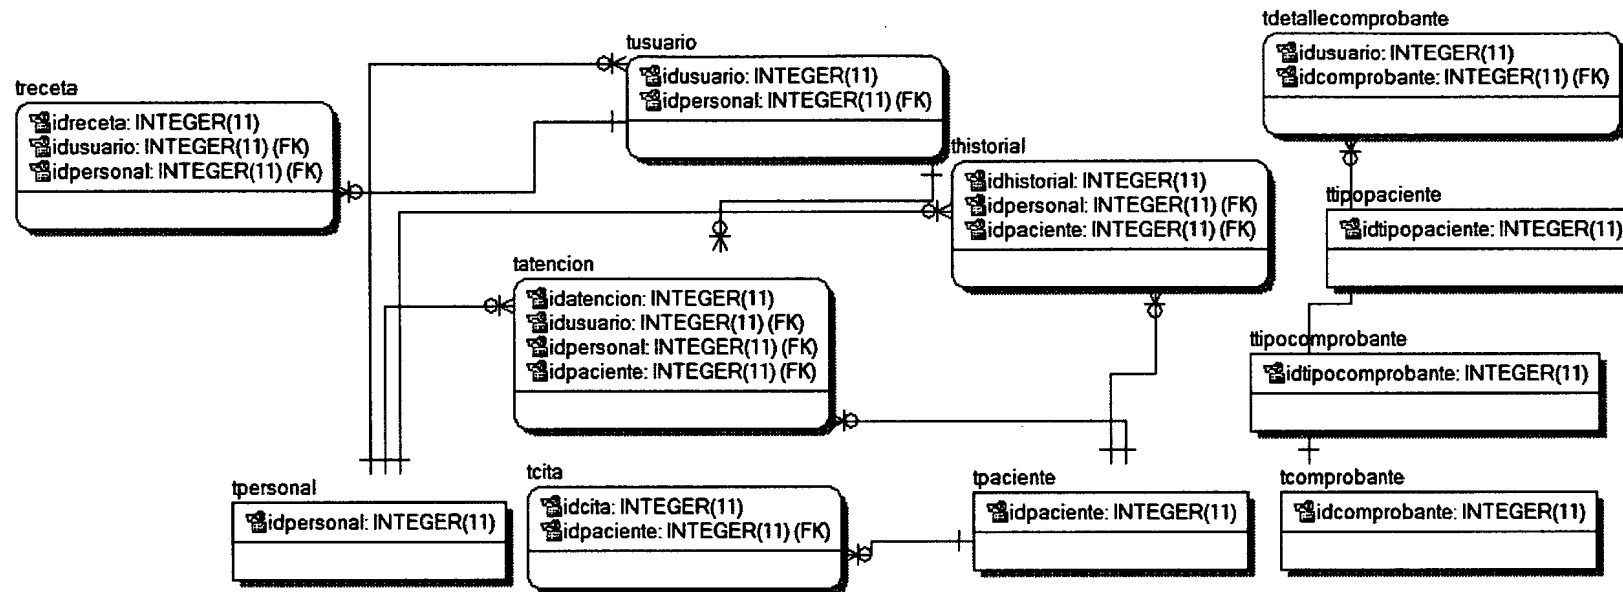 treceta
idreceta: INTEGER(11)
idusuario: INTEGER(11) (FK)
idpersonal: INTEGER(11) (FK)
tusuario
idusuario: INTEGER(11)
idpersonal: INTEGER(11) (FK)
tdetallecomprobante
idusuario: INTEGER(11)
idcomprobante: INTEGER(11) (FK)
thistorial
idhistorial: INTEGER(11)
idpersonal: INTEGER(11) (FK)
idpaciente: INTEGER(11) (FK)
ttipopaciente
idtipopaciente: INTEGER(11)
tatencion
idatencion: INTEGER(11)
idusuario: INTEGER(11) (FK)
idpersonal: INTEGER(11) (FK)
idpaciente: INTEGER(11) (FK)
ttipocomprobante
idtipocomprobante: INTEGER(11)
tpersonal
idpersonal: INTEGER(11)
tcita
idcita: INTEGER(11)
idpaciente: INTEGER(11) (FK)
tpaciente
idpaciente: INTEGER(11)
tcomprobante
idcomprobante: INTEGER(11)